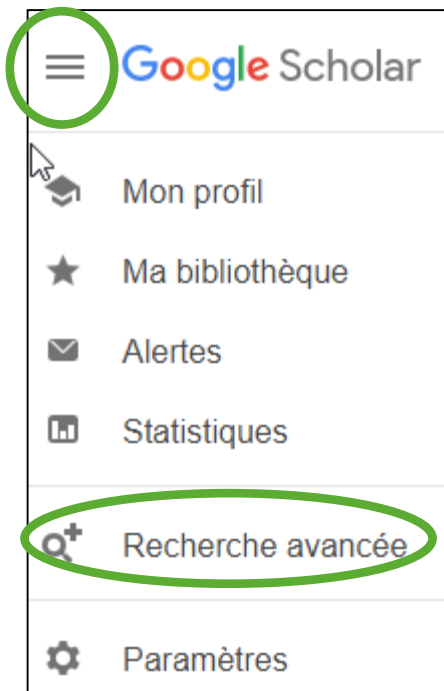 Google Scholar
Mon profil
Ma bibliothèque
Alertes
Statistiques
Recherche avancée
Paramètres